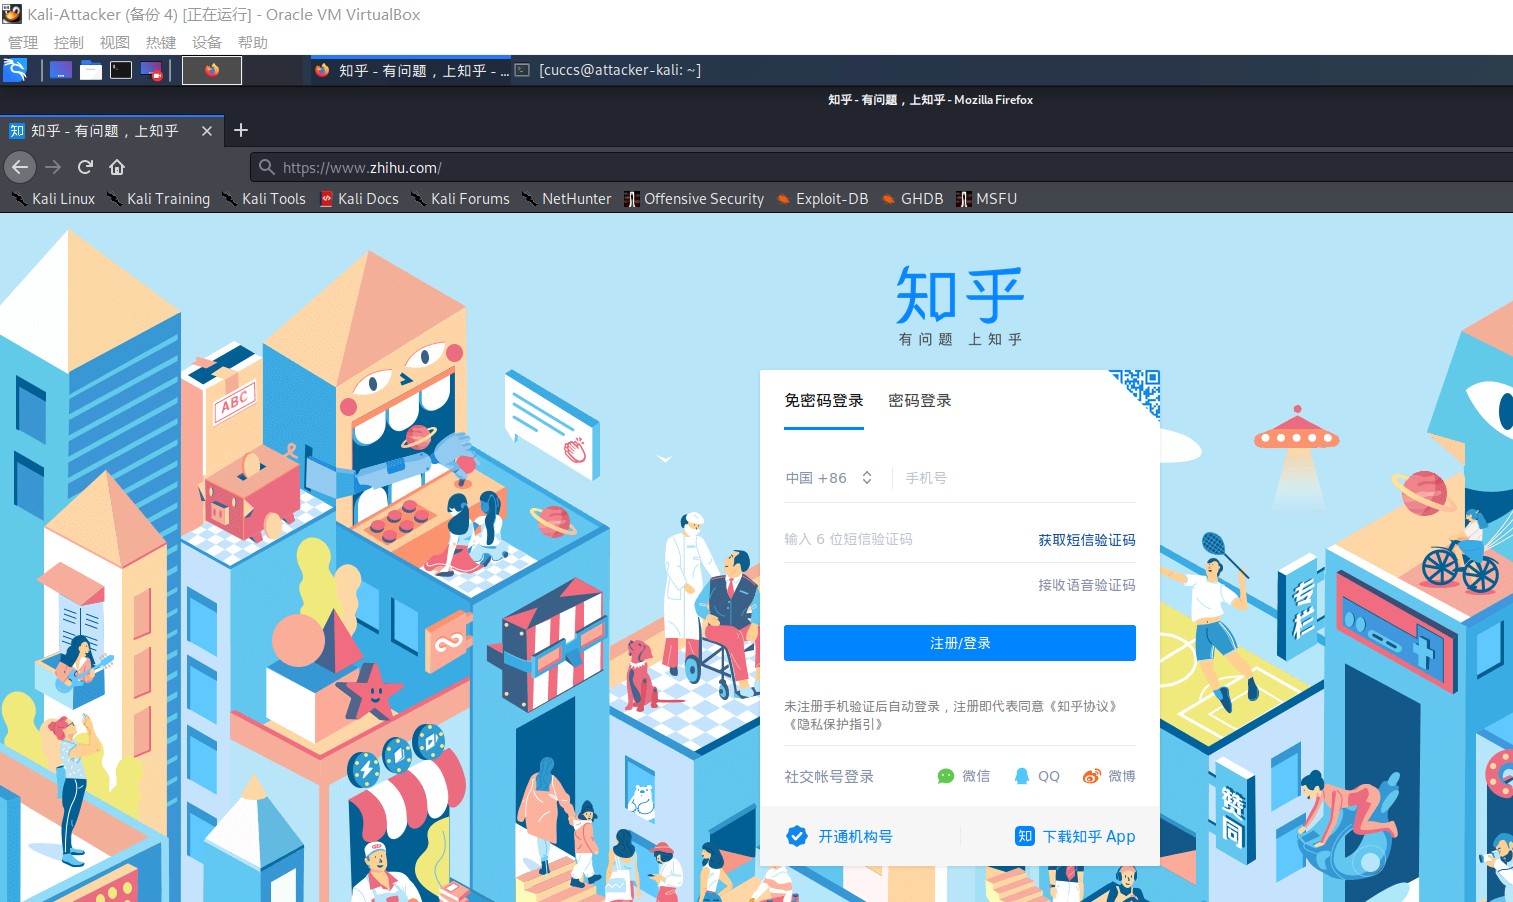 Kali-Attacker (备份 4) [正在运行] - Oracle VM VirtualBox
管理 控制 视图 热键 设备 帮助
知乎 - 有问题，上知乎 - ... [cuccs@attacker-kali: ~]
知乎 - 有问题，上知乎 - Mozilla Firefox
知 知乎 - 有问题，上知乎
https://www.zhihu.com/
Kali Linux Kali Training Kali Tools Kali Docs Kali Forums NetHunter Offensive Security Exploit-DB GHDB MSFU
知乎
有问题 上知乎
ABC
免密码登录 密码登录
中国 +86 手机号
输入 6 位短信验证码 获取短信验证码
接收语音验证码
专栏
注册/登录
未注册手机验证后自动登录，注册即代表同意《知乎协议》
《隐私保护指引》
社交帐号登录 微信 QQ 微博
赞同
开通机构号 知 下载知乎 App